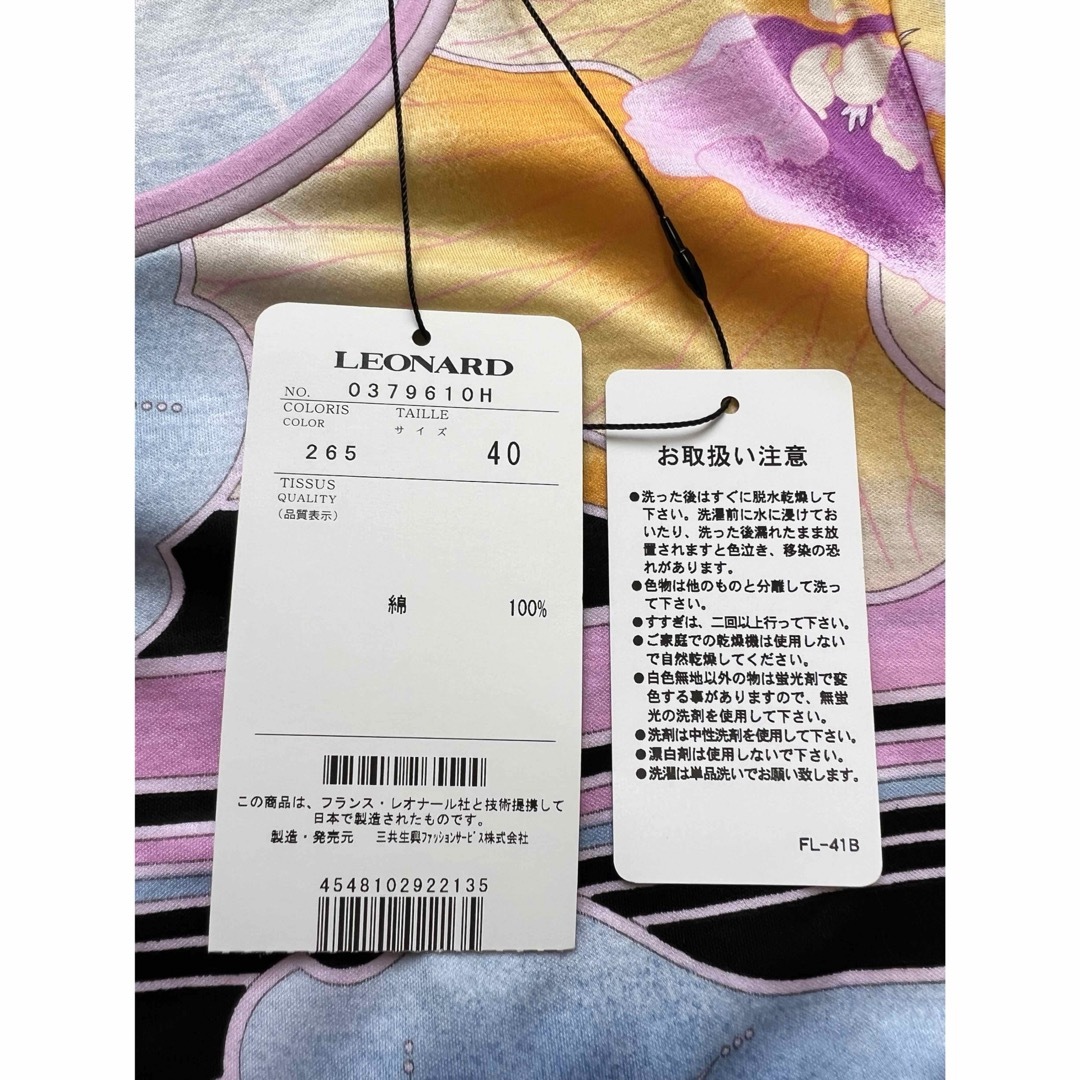 LEONARD
NO. 0379610H
COLORIS TAILLE
COLOR サイズ
265 40
TISSUS
QUALITY
(品質表示)
綿 100%
この商品は、フランス・レオナール社と技術提携して
日本で製造されたものです。
製造・発売元 三共生興ファッションサービス株式会社
4548102922135
お取扱い注意
●洗った後はすぐに脱水乾燥して
下さい。洗濯前に水に浸けてお
いたり、洗った後漏れたまま放
置されますと色泣き、移染の恐
れがあります。
●色物は他のものと分離して洗っ
て下さい。
●すすぎは、二回以上行って下さい。
●ご家庭での乾燥機は使用しない
で自然乾燥してください。
●白色無地以外の物は蛍光剤で変
色する事がありますので、無蛍
光の洗剤を使用して下さい。
●洗剤は中性洗剤を使用して下さい。
●漂白剤は使用しないで下さい。
●洗濯は単品洗いでお願い致します。
FL-41B